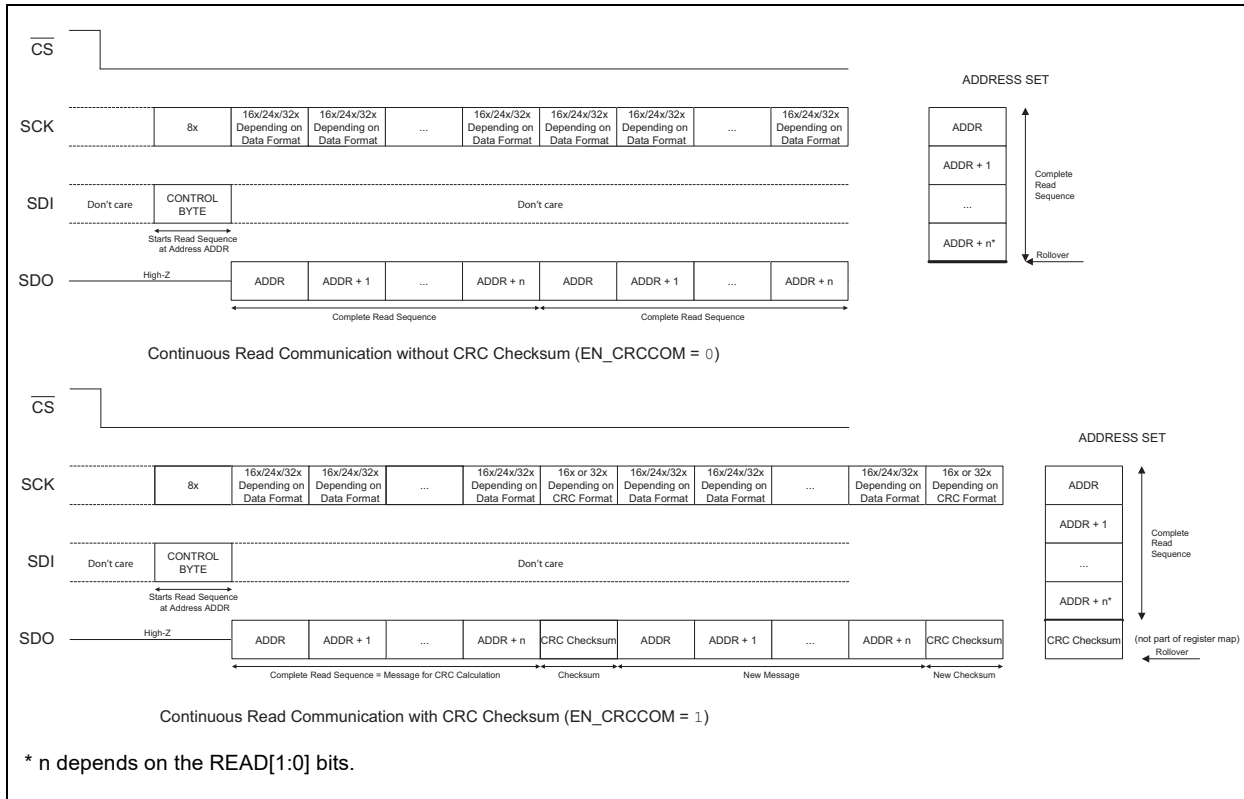 CS
ADDRESS SET
SCK
8x
16x/24x/32x
Depending on
Data Format
16x/24x/32x
Depending on
Data Format
...
16x/24x/32x
Depending on
Data Format
16x/24x/32x
Depending on
Data Format
16x/24x/32x
Depending on
Data Format
...
16x/24x/32x
Depending on
Data Format
ADDR
ADDR + 1
...
ADDR + n*
Complete
Read
Sequence
Rollover
SDI
Don't care
CONTROL
BYTE
Don't care
Starts Read Sequence
at Address ADDR
SDO
High-Z
ADDR
ADDR + 1
...
ADDR + n
ADDR
ADDR + 1
...
ADDR + n
Complete Read Sequence
Complete Read Sequence
Continuous Read Communication without CRC Checksum (EN_CRCCOM = 0)
CS
ADDRESS SET
SCK
8x
16x/24x/32x
Depending on
Data Format
16x/24x/32x
Depending on
Data Format
...
16x/24x/32x
Depending on
Data Format
16x or 32x
Depending on
CRC Format
16x/24x/32x
Depending on
Data Format
16x/24x/32x
Depending on
Data Format
...
16x/24x/32x
Depending on
Data Format
16x or 32x
Depending on
CRC Format
ADDR
ADDR + 1
...
ADDR + n*
CRC Checksum
Complete
Read
Sequence
(not part of register map)
Rollover
SDI
Don't care
CONTROL
BYTE
Don't care
Starts Read Sequence
at Address ADDR
SDO
High-Z
ADDR
ADDR + 1
...
ADDR + n
CRC Checksum
ADDR
ADDR + 1
...
ADDR + n
CRC Checksum
Complete Read Sequence = Message for CRC Calculation
Checksum
New Message
New Checksum
Continuous Read Communication with CRC Checksum (EN_CRCCOM = 1)
* n depends on the READ[1:0] bits.